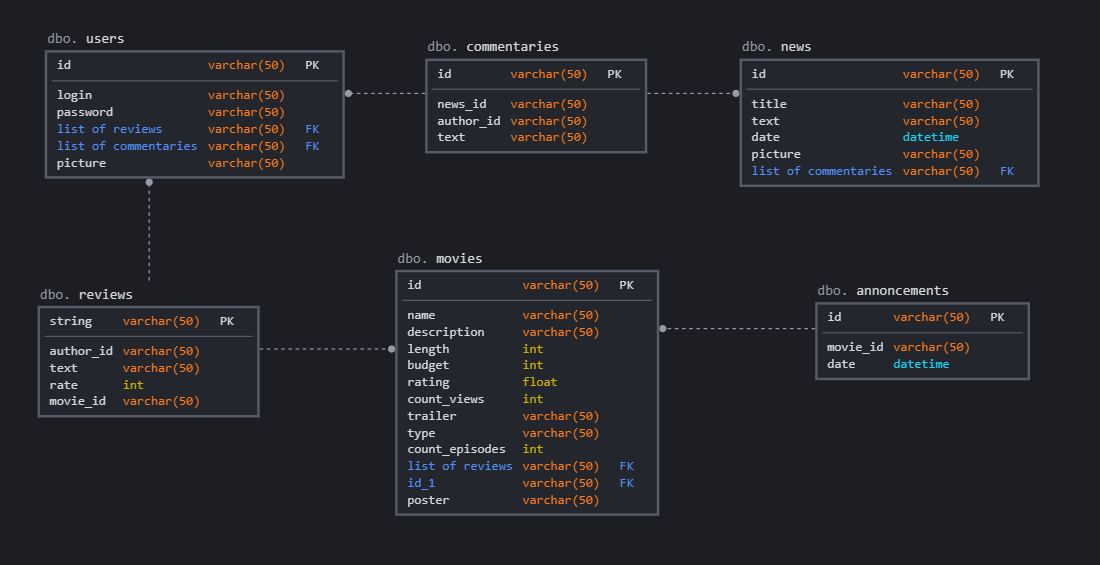 dbo. users
id varchar(50) PK
login varchar(50)
password varchar(50)
list of reviews varchar(50) FK
list of commentaries varchar(50) FK
picture varchar(50)
dbo. commentaries
id varchar(50) PK
news_id varchar(50)
author_id varchar(50)
text varchar(50)
dbo. news
id varchar(50) PK
title varchar(50)
text varchar(50)
date datetime
picture varchar(50)
list of commentaries varchar(50) FK
dbo. reviews
string varchar(50) PK
author_id varchar(50)
text varchar(50)
rate int
movie_id varchar(50)
dbo. movies
id varchar(50) PK
name varchar(50)
description varchar(50)
length int
budget int
rating float
count_views int
trailer varchar(50)
type varchar(50)
count_episodes int
list of reviews varchar(50) FK
id_1 varchar(50) FK
poster varchar(50)
dbo. annoncements
id varchar(50) PK
movie_id varchar(50)
date datetime